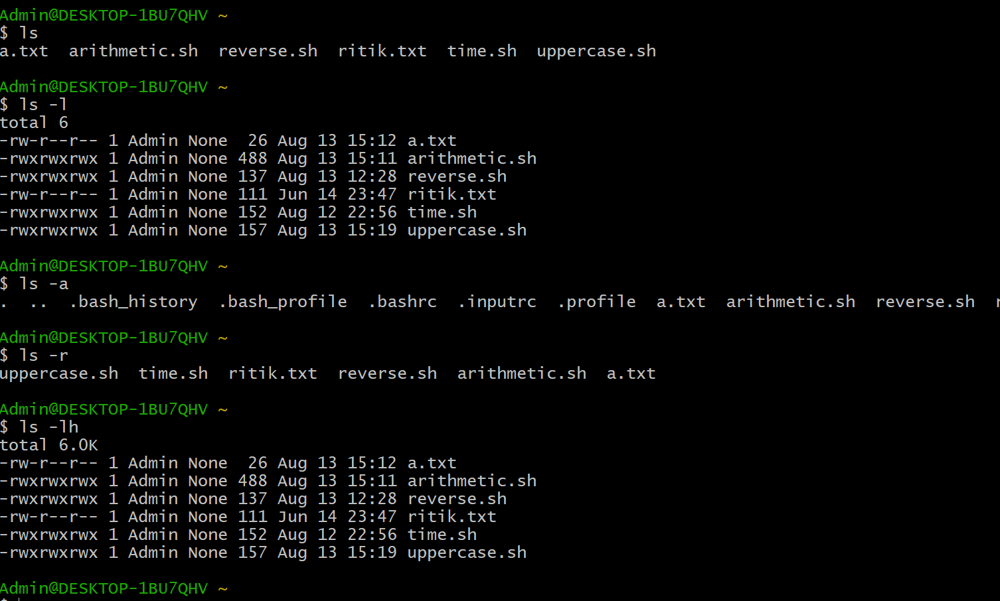 Admin@DESKTOP-1BU7QHV ~
$ ls
a.txt  arithmetic.sh  reverse.sh  ritik.txt  time.sh  uppercase.sh
Admin@DESKTOP-1BU7QHV ~
$ ls -l
total 6
-rw-r--r-- 1 Admin None  26 Aug 13 15:12 a.txt
-rwxrwxrwx 1 Admin None 488 Aug 13 15:11 arithmetic.sh
-rwxrwxrwx 1 Admin None 137 Aug 13 12:28 reverse.sh
-rw-r--r-- 1 Admin None 111 Jun 14 23:47 ritik.txt
-rwxrwxrwx 1 Admin None 152 Aug 12 22:56 time.sh
-rwxrwxrwx 1 Admin None 157 Aug 13 15:19 uppercase.sh
Admin@DESKTOP-1BU7QHV ~
$ ls -a
.  ..  .bash_history  .bash_profile  .bashrc  .inputrc  .profile  a.txt  arithmetic.sh  reverse.sh
Admin@DESKTOP-1BU7QHV ~
$ ls -r
uppercase.sh  time.sh  ritik.txt  reverse.sh  arithmetic.sh  a.txt
Admin@DESKTOP-1BU7QHV ~
$ ls -lh
total 6.0K
-rw-r--r-- 1 Admin None  26 Aug 13 15:12 a.txt
-rwxrwxrwx 1 Admin None 488 Aug 13 15:11 arithmetic.sh
-rwxrwxrwx 1 Admin None 137 Aug 13 12:28 reverse.sh
-rw-r--r-- 1 Admin None 111 Jun 14 23:47 ritik.txt
-rwxrwxrwx 1 Admin None 152 Aug 12 22:56 time.sh
-rwxrwxrwx 1 Admin None 157 Aug 13 15:19 uppercase.sh
Admin@DESKTOP-1BU7QHV ~